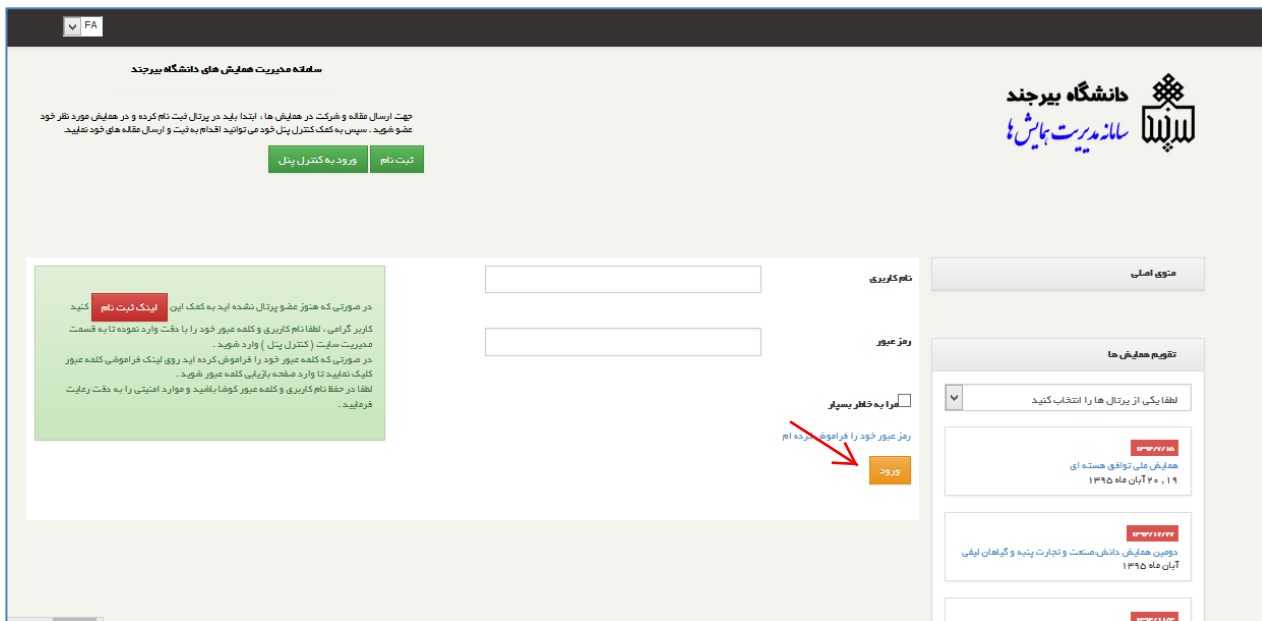 FA
سامانه مدیریت همایش های دانشگاه بیرجند
جهت ارسال مقاله و شرکت در همایش ها ، ابتدا باید در پرتال ثبت نام کرده و در همایش مورد نظر خود
عضو شوید . سپس به کمک کنترل پنل خود می توانید اقدام به ثبت و ارسال مقاله های خود نمایید.
ثبت نام
ورود به کنترل پنل
دانشگاه بیرجند
سامانه مدیریت همایش ها
منوی اصلی
تقویم همایش ها
لطفا یکی از پرتال ها را انتخاب کنید
همایش ملی توافق هسته ای
۱۹ , ۲۰ آبان ماه ۱۳۹۵
دومین همایش دانش،صنعت و تجارت پنبه و گیاهان لیفی
آبان ماه ۱۳۹۵
نام کاربری
رمز عبور
مرا به خاطر بسپار
رمز عبور خود را فراموش کرده ام
ورود
در صورتی که هنوز عضو پرتال نشده اید به کمک این لینک ثبت نام کنید
کاربر گرامی ، لطفا نام کاربری و کلمه عبور خود را با دقت وارد نموده تا به قسمت
مدیریت سایت ( کنترل پنل ) وارد شوید .
در صورتی که کلمه عبور خود را فراموش کرده اید روی لینک فراموشی کلمه عبور
کلیک نمایید تا وارد صفحه بازیابی کلمه عبور شوید .
لطفا در حفظ نام کاربری و کلمه عبور کوشا باشید و موارد امنیتی را به دقت رعایت
فرمایید .